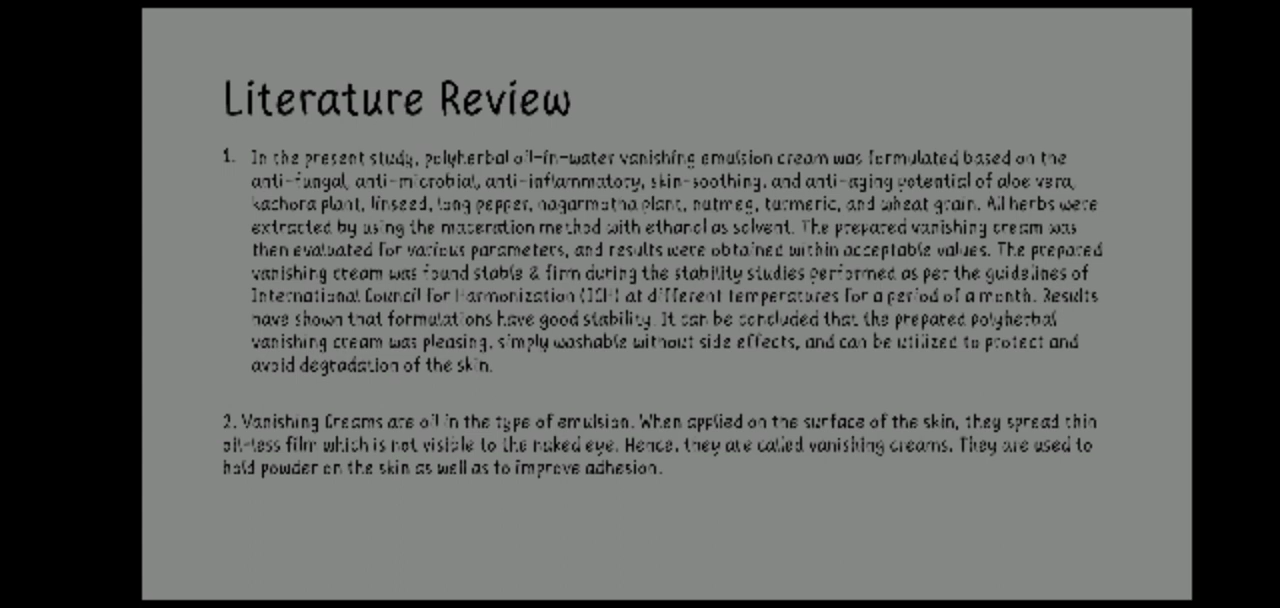 Literature Review
1. In the present study, polyherbal oil-in-water vanishing emulsion cream was formulated based on the
anti-fungal, anti-microbial, anti-inflammatory, skin-soothing, and anti-aging potential of aloe vera,
kachora plant, linseed, long pepper, nagarmotha plant, nutmeg, turmeric, and wheat grain. All herbs were
extracted by using the maceration method with ethanol as solvent. The prepared vanishing cream was
then evaluated for various parameters, and results were obtained within acceptable values. The prepared
vanishing cream was found stable & firm during the stability studies performed as per the guidelines of
International Council for Harmonization (ICH) at different temperatures for a period of a month. Results
have shown that formulations have good stability. It can be concluded that the prepared polyherbal
vanishing cream was pleasing, simply washable without side effects, and can be utilized to protect and
avoid degradation of the skin.
2. Vanishing Creams are oil in the type of emulsion. When applied on the surface of the skin, they spread thin
oil-less film which is not visible to the naked eye. Hence, they are called vanishing creams. They are used to
hold powder on the skin as well as to improve adhesion.